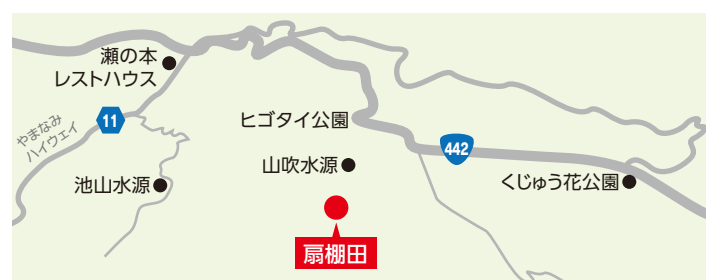 瀬の本
レストハウス
やまなみ
ハイウェイ
11
ヒゴタイ公園
442
山吹水源
池山水源
くじゅう花公園
扇棚田